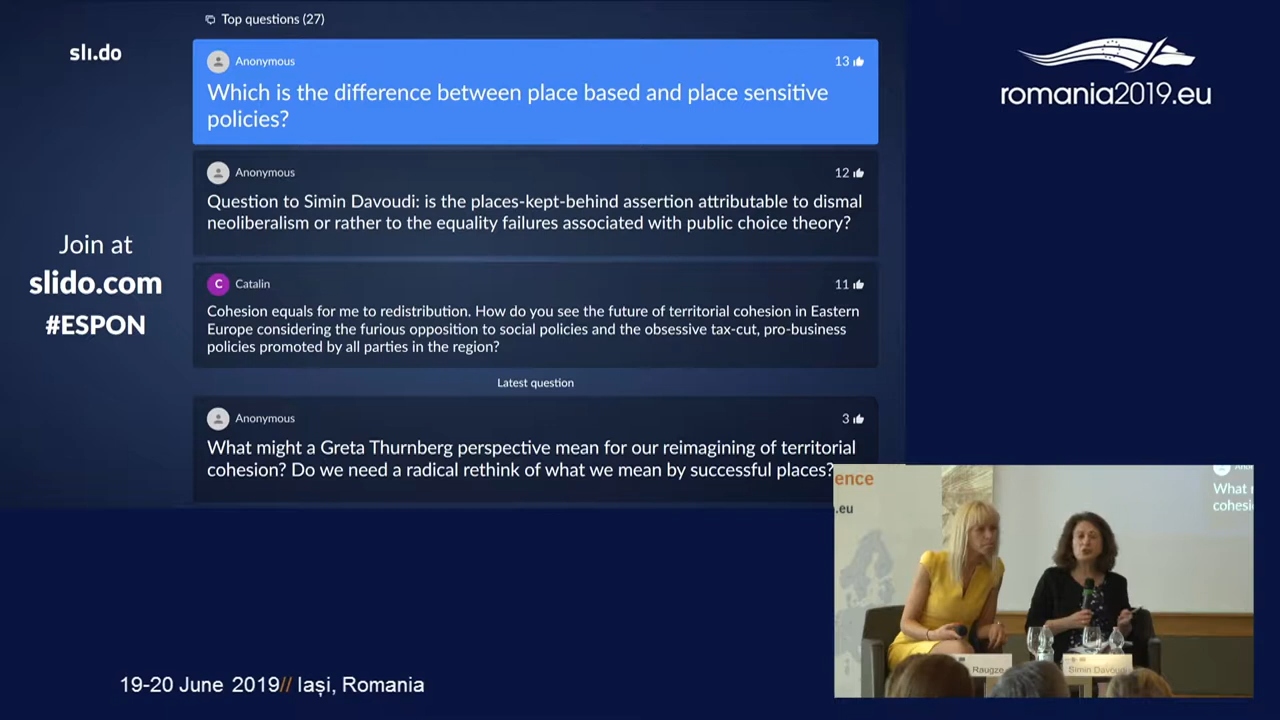 Top questions (27)
sli.do
Anonymous
13
Which is the difference between place based and place sensitive
policies?
Anonymous
12
Question to Simin Davoudi: is the places-kept-behind assertion attributable to dismal
neoliberalism or rather to the equality failures associated with public choice theory?
C Catalin
11
Cohesion equals for me to redistribution. How do you see the future of territorial cohesion in Eastern
Europe considering the furious opposition to social policies and the obsessive tax-cut, pro-business
policies promoted by all parties in the region?
Latest question
Anonymous
3
What might a Greta Thurnberg perspective mean for our reimagining of territorial
cohesion? Do we need a radical rethink of what we mean by successful places?
Join at
slido.com
#ESPON
romania2019.eu
ence
.eu
What
cohesi
Raugze
Simin Davoudi
19-20 June 2019// Iași, Romania